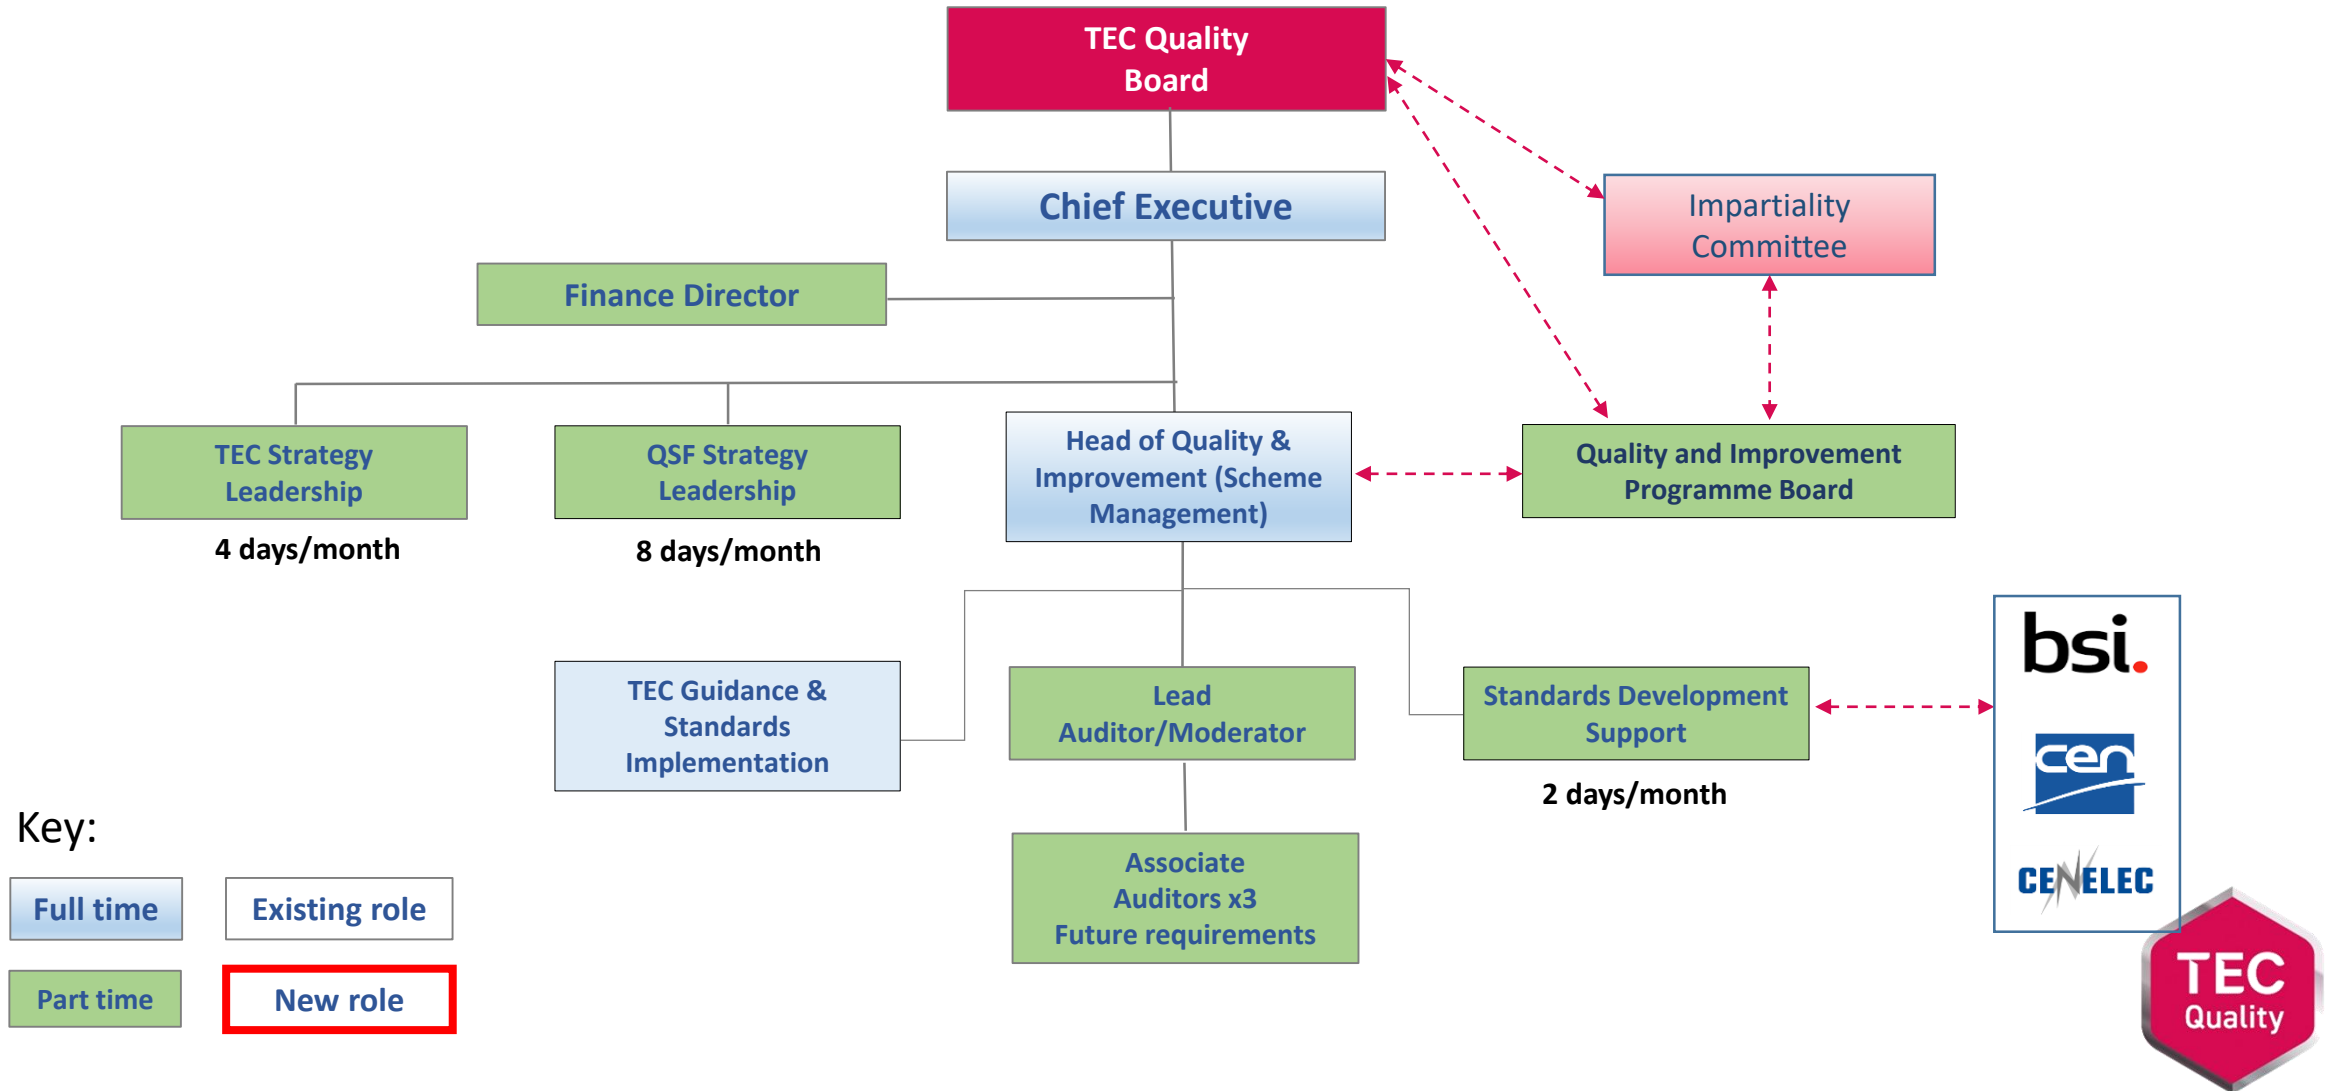 TEC Quality
Board
Chief Executive
Impartiality
Committee
Finance Director
TEC Strategy
Leadership
4 days/month
QSF Strategy
Leadership
8 days/month
Head of Quality &
Improvement (Scheme
Management)
Quality and Improvement
Programme Board
TEC Guidance &
Standards
Implementation
Lead
Auditor/Moderator
Standards Development
Support
2 days/month
Associate
Auditors x3
Future requirements
bsi.
cen
CENELEC
Key:
Full time
Existing role
Part time
New role
TEC
Quality